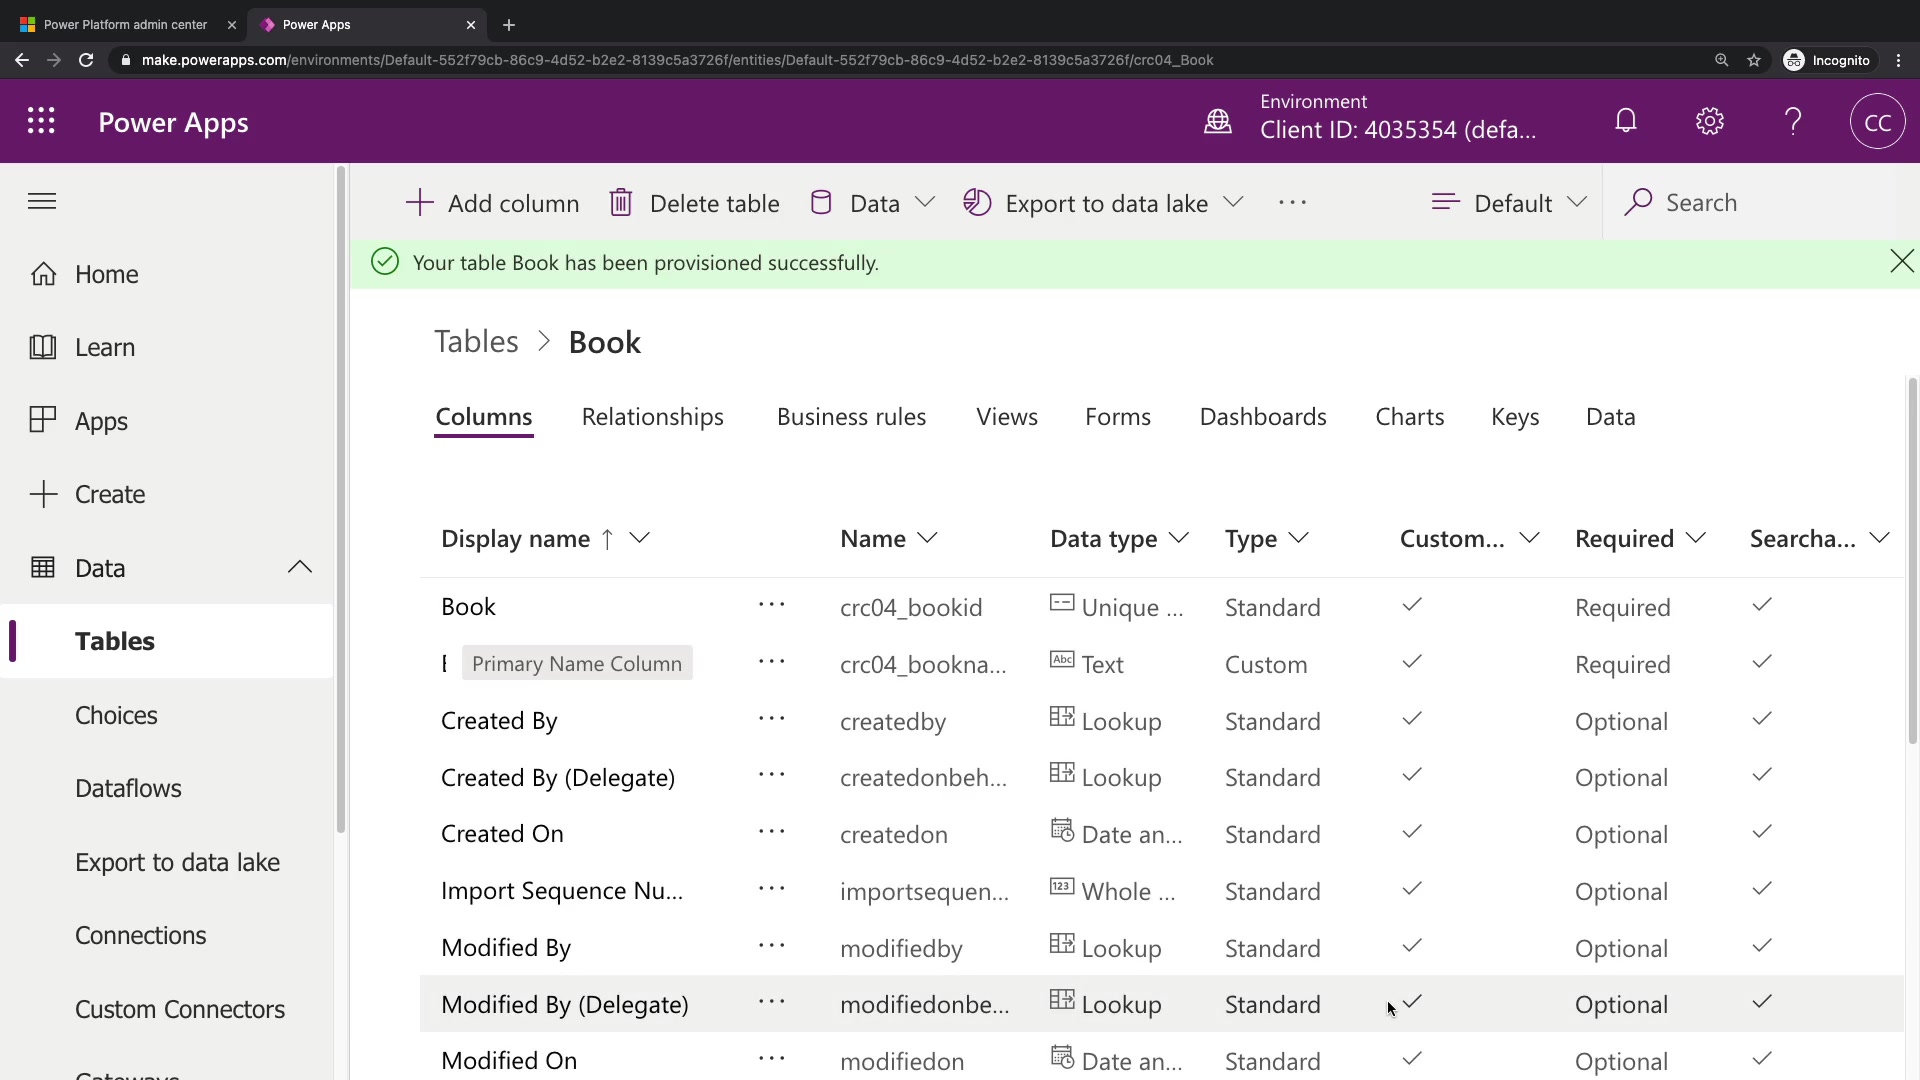 Power Platform admin center
Power Apps
make.powerapps.com/environments/Default-552f79cb-86c9-4d52-b2e2-8139c5a3726f/entities/Default-552f79cb-86c9-4d52-b2e2-8139c5a3726f/crc04_Book
Incognito
Power Apps
Environment
Client ID: 4035354 (defa...
CC
Add column
Delete table
Data
Export to data lake
Default
Search
Your table Book has been provisioned successfully.
Home
Learn
Apps
Create
Data
Tables
Choices
Dataflows
Export to data lake
Connections
Custom Connectors
Tables > Book
Columns Relationships Business rules Views Forms Dashboards Charts Keys Data
Display name ↑ Name Data type Type Custom... Required Searcha...
Book ... crc04_bookid Unique ... Standard Required
Primary Name Column ... crc04_bookna... Abc Text Custom Required
Created By ... createdby Lookup Standard Optional
Created By (Delegate) ... createdonbeh... Lookup Standard Optional
Created On ... createdon Date an... Standard Optional
Import Sequence Nu... ... importsequen... 123 Whole ... Standard Optional
Modified By ... modifiedby Lookup Standard Optional
Modified By (Delegate) ... modifiedonbe... Lookup Standard Optional
Modified On ... modifiedon Date an... Standard Optional